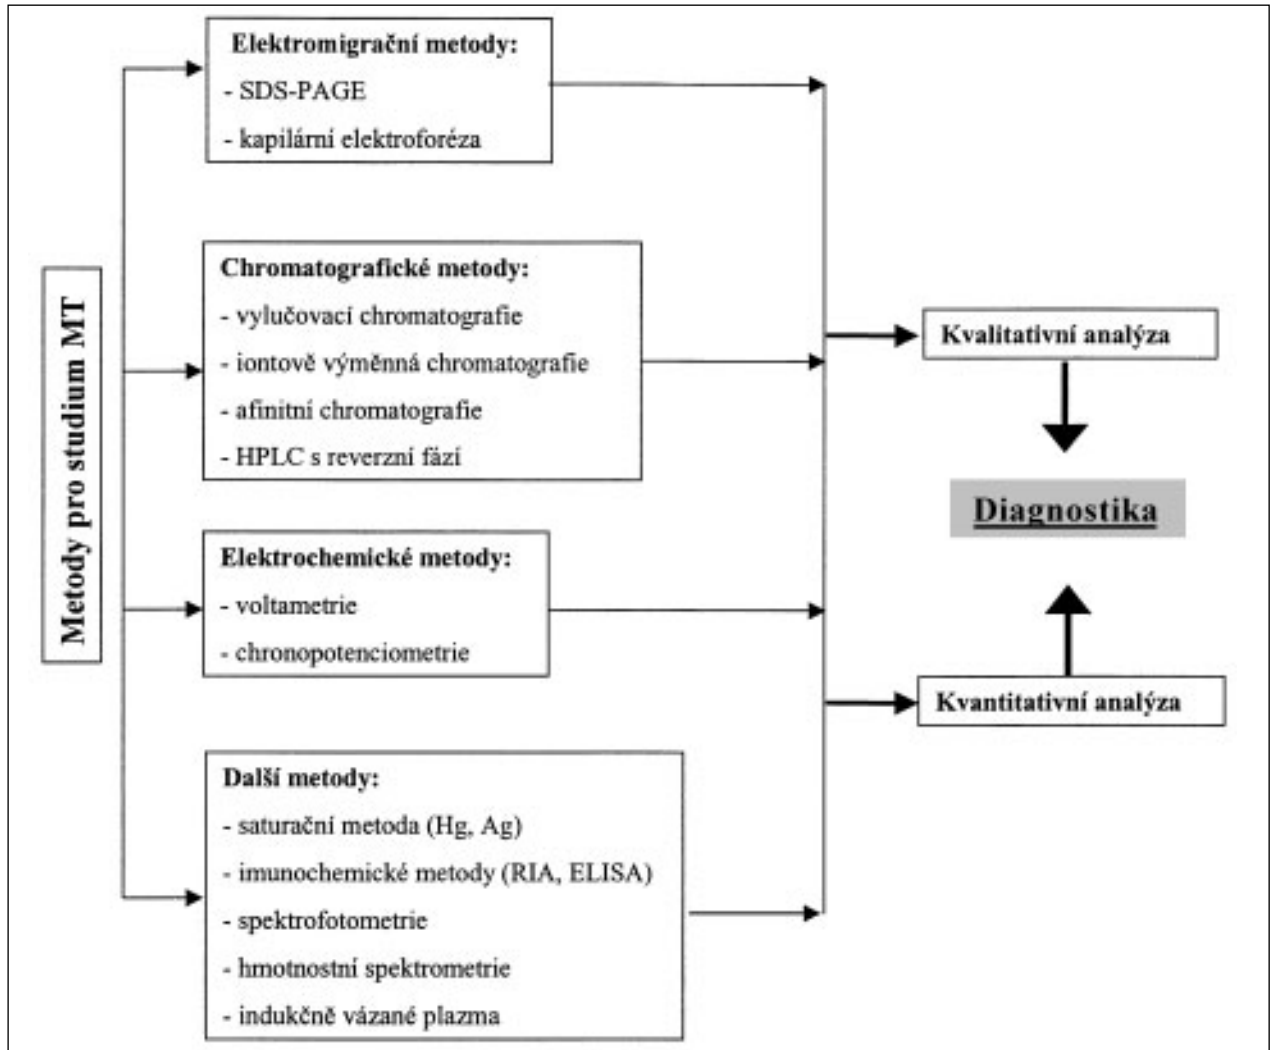 Metody pro studium MT
Elektromigrační metody:
- SDS-PAGE
- kapilární elektroforéza
Chromatografické metody:
- vylučovací chromatografie
- iontově výměnná chromatografie
- afinitní chromatografie
- HPLC s reverzní fází
Elektrochemické metody:
- voltametrie
- chronopotenciometrie
Další metody:
- saturační metoda (Hg, Ag)
- imunochemické metody (RIA, ELISA)
- spektrofotometrie
- hmotnostní spektrometrie
- indukčně vázané plazma
Kvalitativní analýza
Diagnostika
Kvantitativní analýza